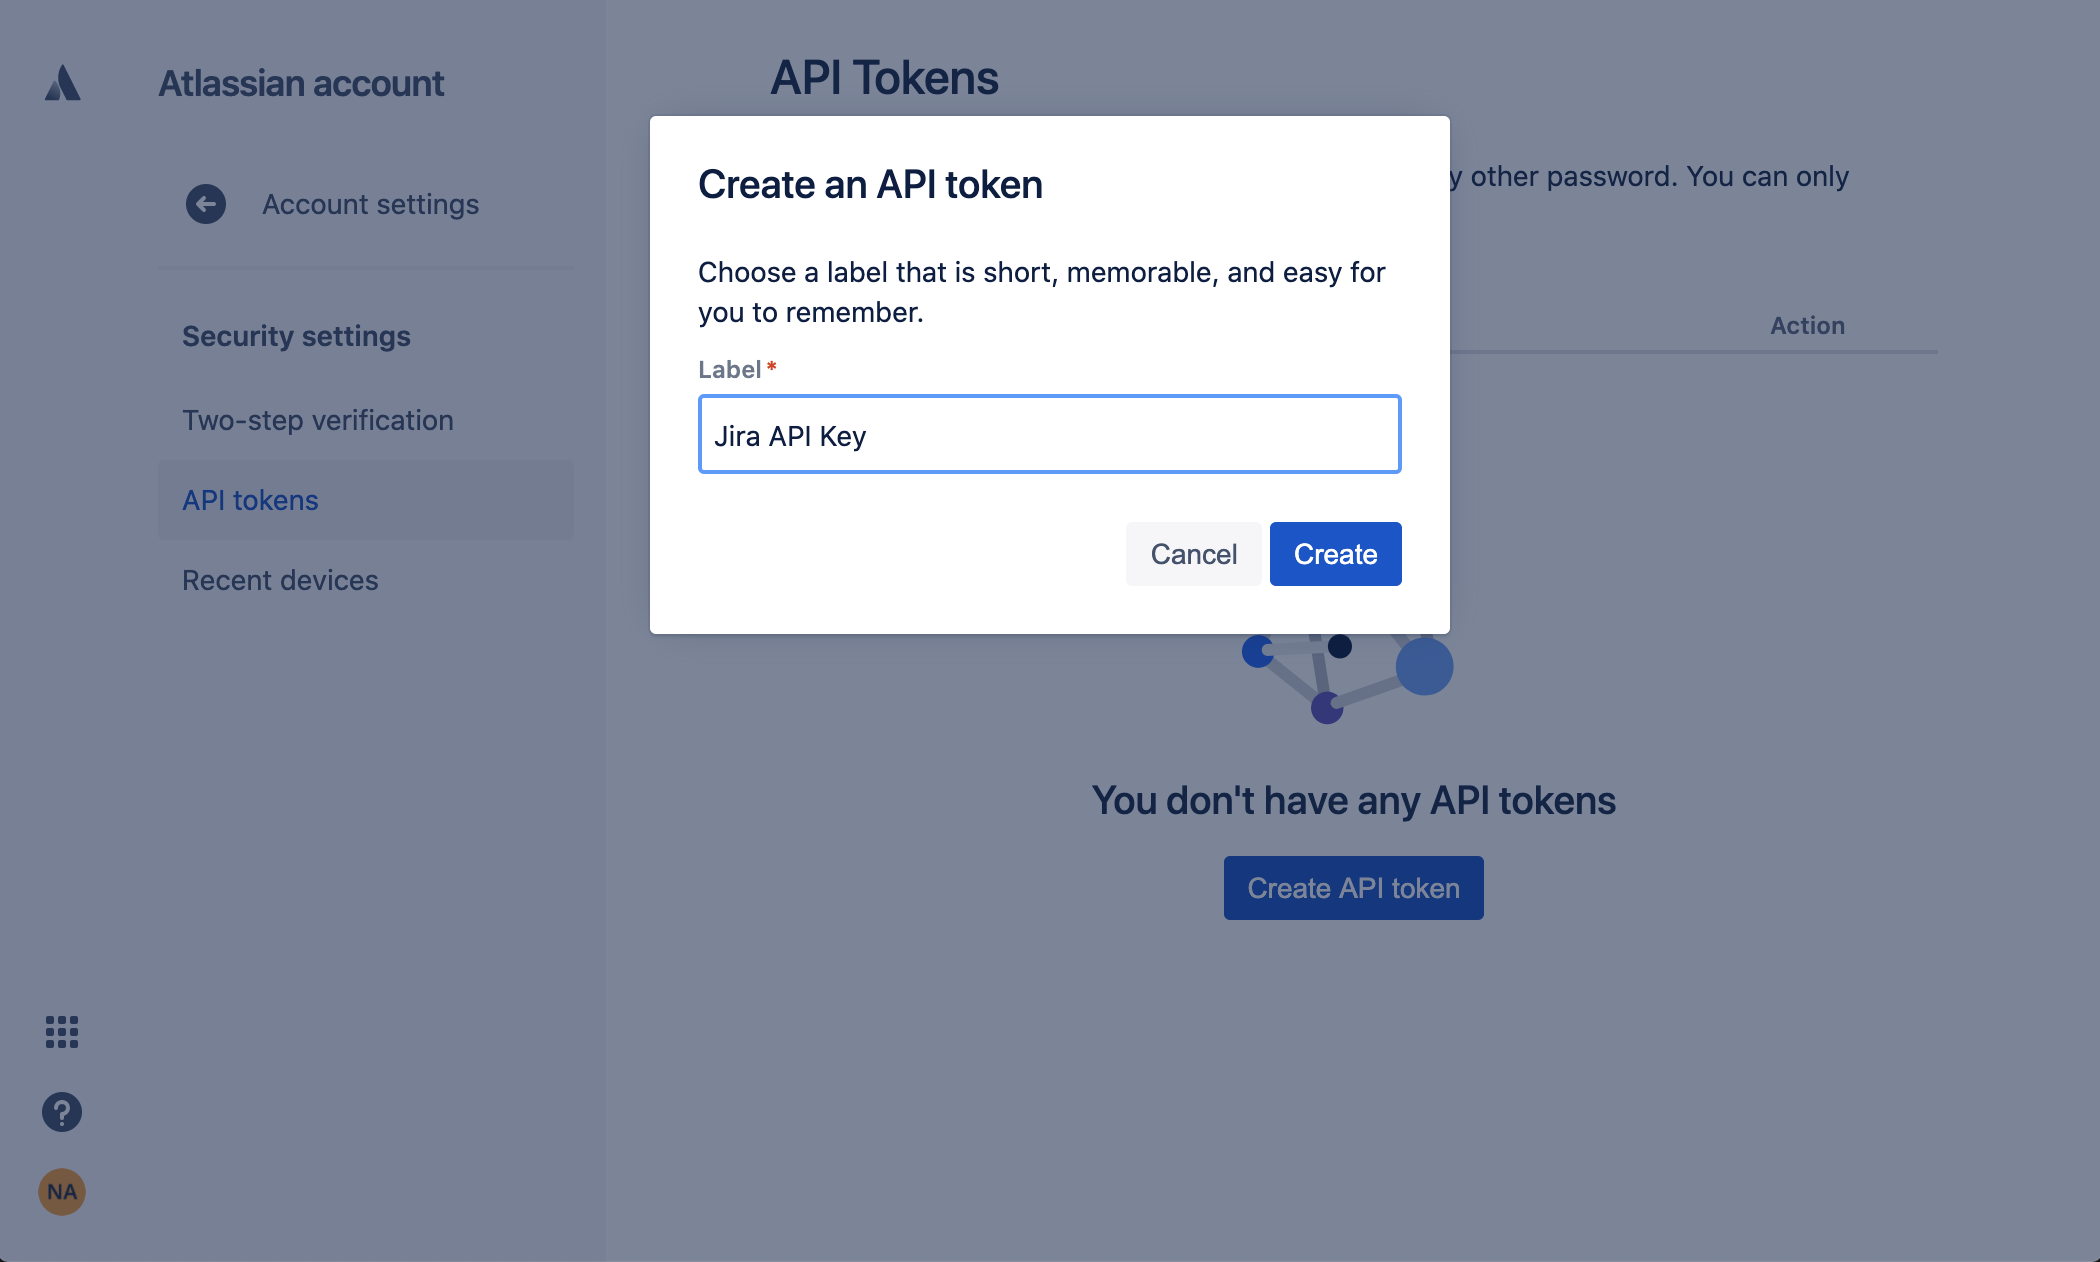 Atlassian account
Account settings
Security settings
Two-step verification
API tokens
Recent devices
NA
API Tokens
y other password. You can only
Action
Create an API token
Choose a label that is short, memorable, and easy for
you to remember.
Label*
Jira API Key
Cancel
Create
You don't have any API tokens
Create API token